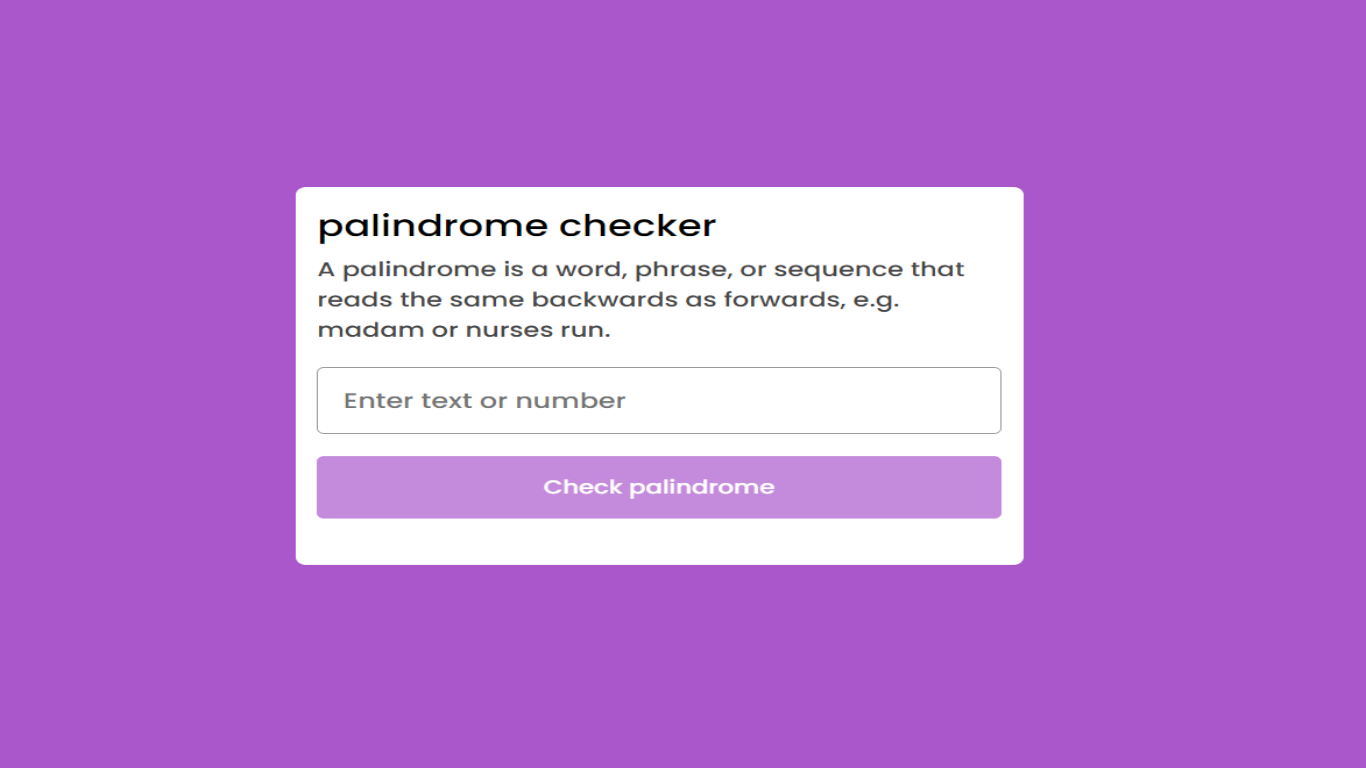 palindrome checker
A palindrome is a word, phrase, or sequence that
reads the same backwards as forwards, e.g.
madam or nurses run.
Enter text or number
Check palindrome